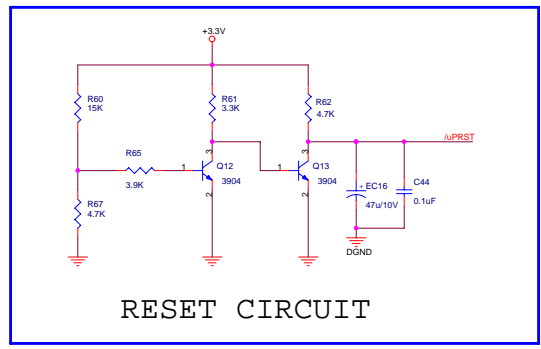 +3.3V
R60
15K
R61
3.3K
R62
4.7K
/uPRST
R65
3.9K
1
3
Q12
3904
2
1
3
Q13
3904
2
+
EC16
47u/10V
C44
0.1uF
R67
4.7K
DGND
RESET CIRCUIT